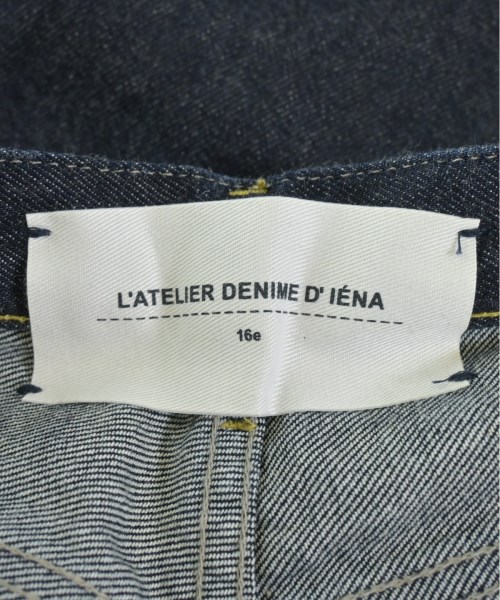 L'ATELIER DENIME D' IÉNA
16e